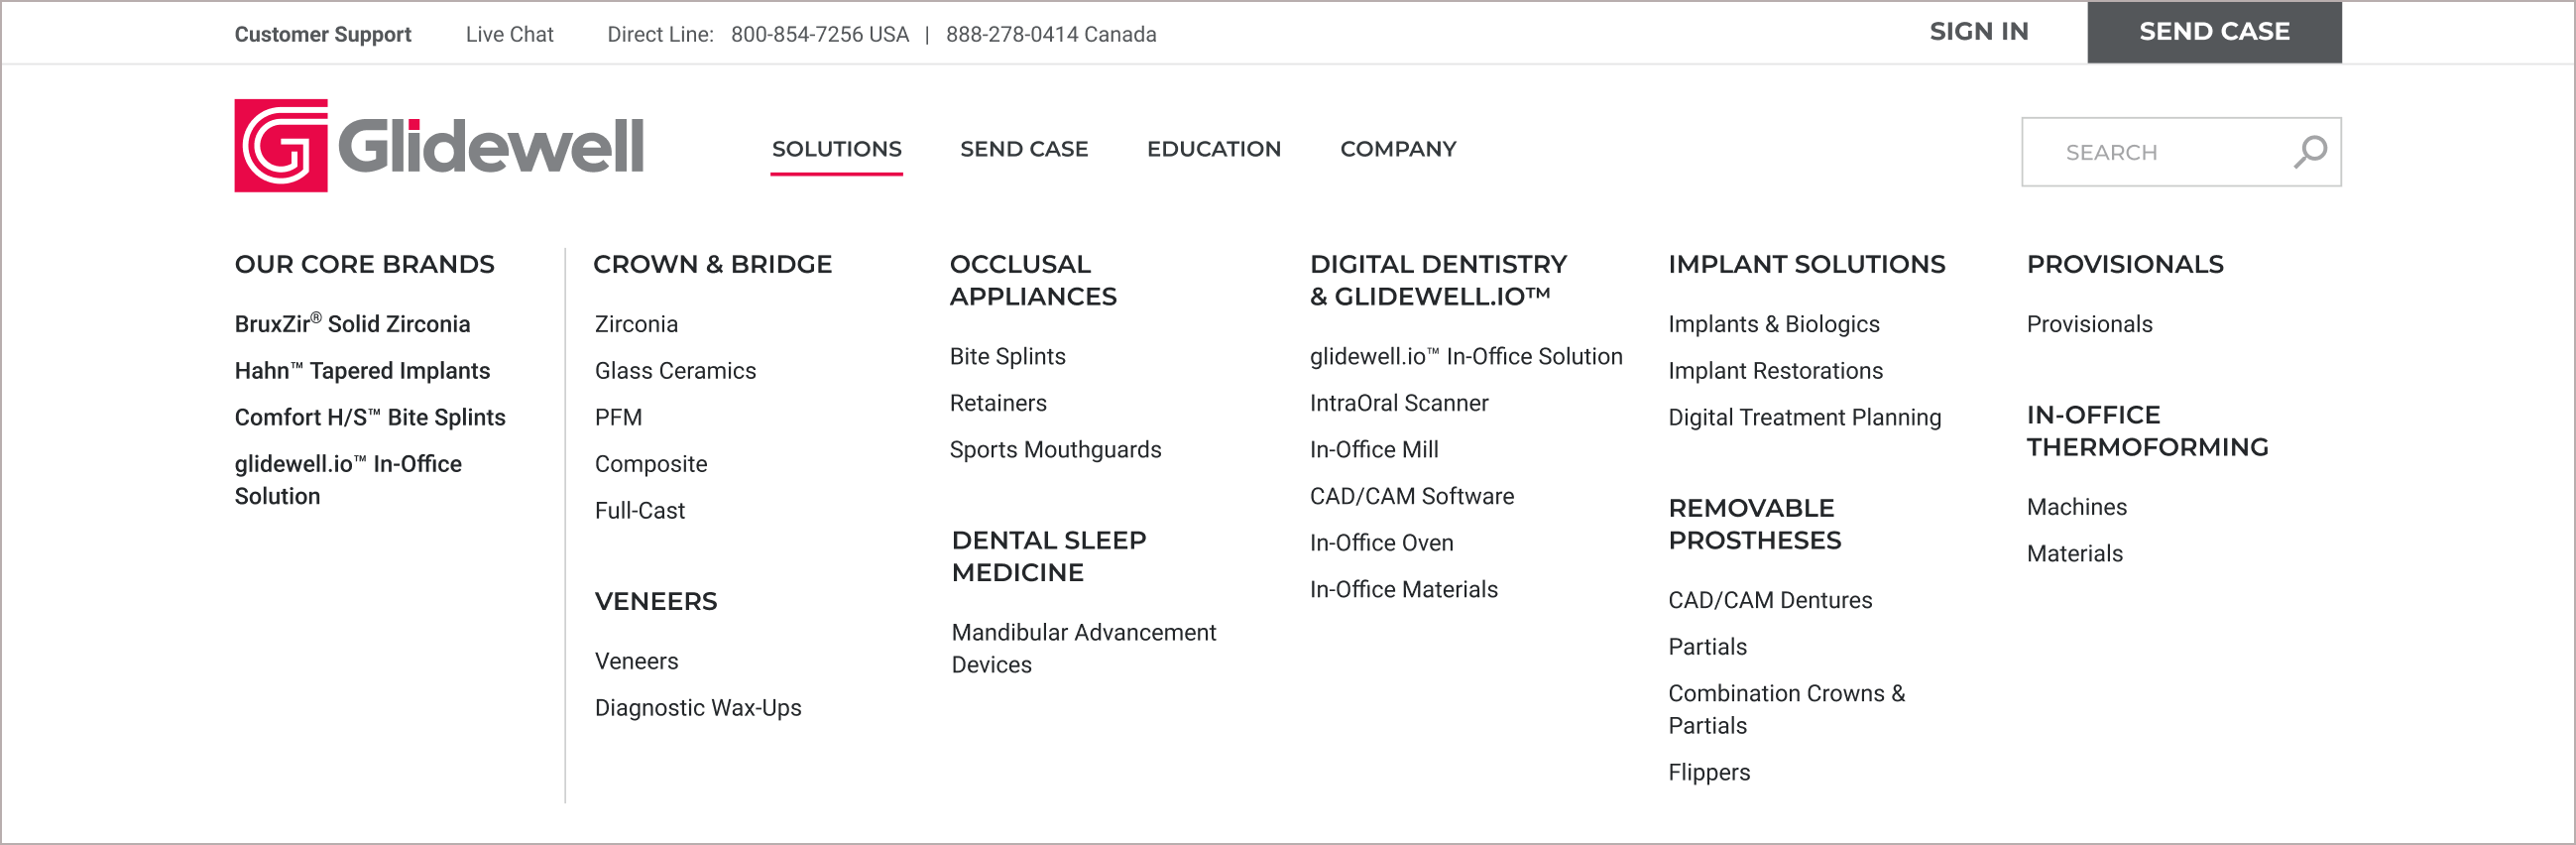 Customer Support Live Chat Direct Line: 800-854-7256 USA | 888-278-0414 Canada SIGN IN SEND CASE
Glidewell SOLUTIONS SEND CASE EDUCATION COMPANY SEARCH
OUR CORE BRANDS
BruxZir® Solid Zirconia
Hahn™ Tapered Implants
Comfort H/S™ Bite Splints
glidewell.io™ In-Office
Solution
CROWN & BRIDGE
Zirconia
Glass Ceramics
PFM
Composite
Full-Cast
VENEERS
Veneers
Diagnostic Wax-Ups
OCCLUSAL
APPLIANCES
Bite Splints
Retainers
Sports Mouthguards
DENTAL SLEEP
MEDICINE
Mandibular Advancement
Devices
DIGITAL DENTISTRY
& GLIDEWELL.IO™
glidewell.io™ In-Office Solution
IntraOral Scanner
In-Office Mill
CAD/CAM Software
In-Office Oven
In-Office Materials
IMPLANT SOLUTIONS
Implants & Biologics
Implant Restorations
Digital Treatment Planning
REMOVABLE
PROSTHESES
CAD/CAM Dentures
Partials
Combination Crowns &
Partials
Flippers
PROVISIONALS
Provisionals
IN-OFFICE
THERMOFORMING
Machines
Materials